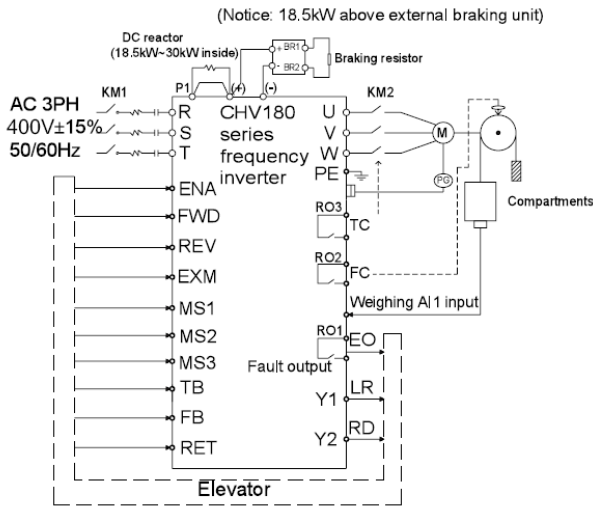 (Notice: 18.5kW above external braking unit)
DC reactor
(18.5kW~30kW inside)
+ BR1
- BR2
Braking resistor
P1 (+) (-)
KM1
KM2
AC 3PH
400V±15%
50/60Hz
R
S
T
CHV180
series
frequency
inverter
U
V
W
PE
M
PG
Compartments
ENA
FWD
REV
EXM
MS1
MS2
MS3
TB
FB
RET
RO3
TC
RO2
FC
Weighing AI1 input
RO1
EO
Fault output
Y1
LR
Y2
RD
Elevator